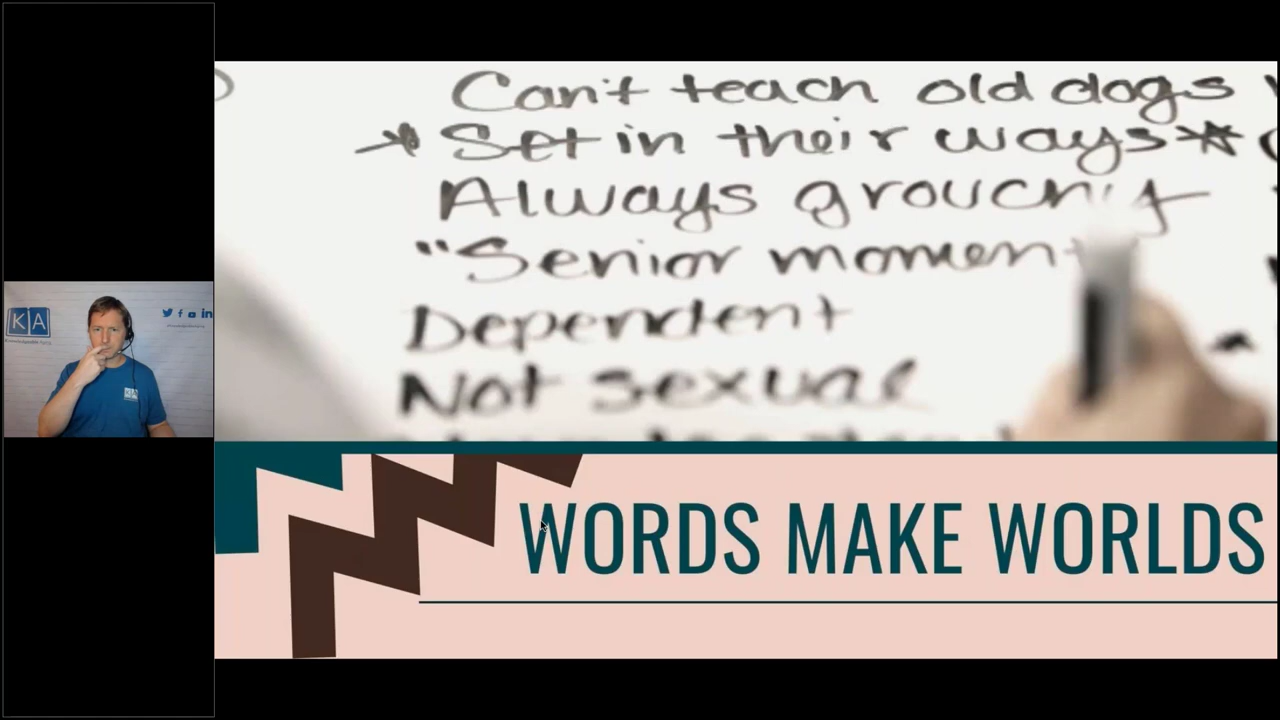 Can't teach old dogs
* Set in their ways *
Always grouchy
"Senior moment
Dependent
Not sexual
WORDS MAKE WORLDS
KA
KA